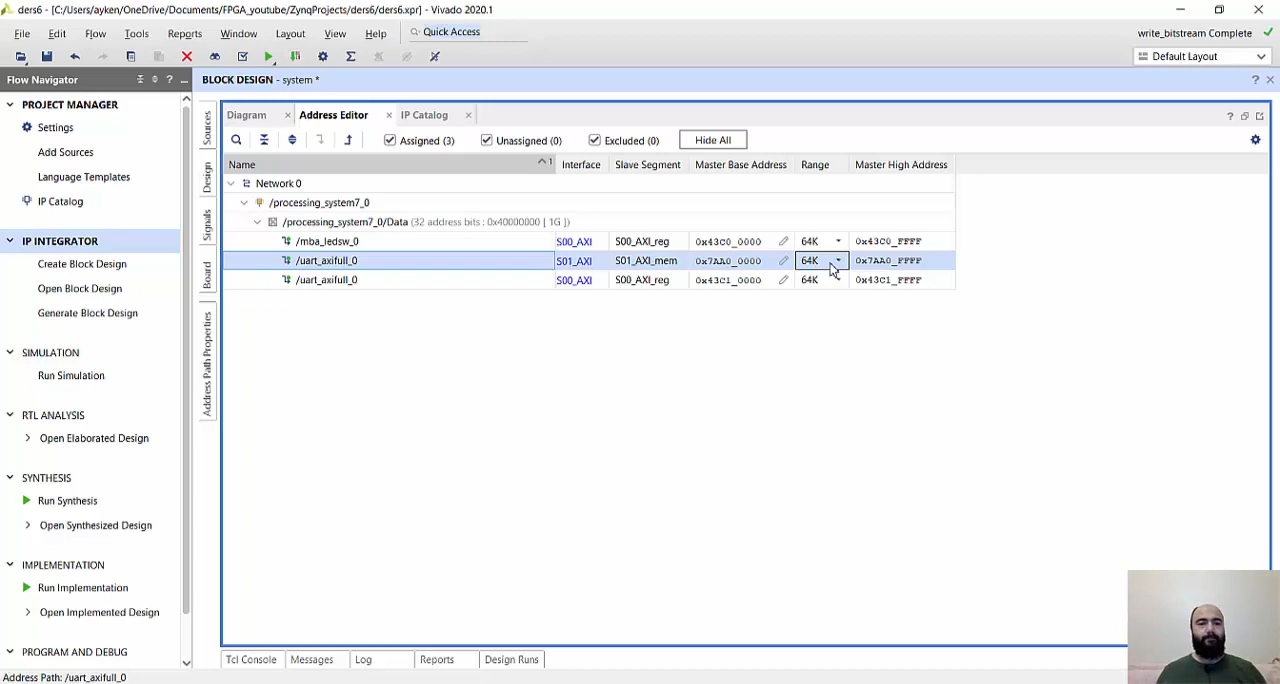 ders6 - [C:/Users/ayken/OneDrive/Documents/FPGA_youtube/ZynqProjects/ders6/ders6.xpr] - Vivado 2020.1
File Edit Flow Tools Reports Window Layout View Help Quick Access
write_bitstream Complete
Default Layout
Flow Navigator
BLOCK DESIGN - system *
PROJECT MANAGER
Settings
Add Sources
Language Templates
IP Catalog
IP INTEGRATOR
Create Block Design
Open Block Design
Generate Block Design
SIMULATION
Run Simulation
RTL ANALYSIS
Open Elaborated Design
SYNTHESIS
Run Synthesis
Open Synthesized Design
IMPLEMENTATION
Run Implementation
Open Implemented Design
PROGRAM AND DEBUG
Sources
Design
Signals
Board
Address Path Properties
Diagram Address Editor IP Catalog
Assigned (3) Unassigned (0) Excluded (0) Hide All
Name 1 Interface Slave Segment Master Base Address Range Master High Address
Network 0
/processing_system7_0
/processing_system7_0/Data (32 address bits : 0x40000000 [ 1G ])
/mba_ledsw_0 S00_AXI S00_AXI_reg 0x43C0_0000 64K 0x43C0_FFFF
/uart_axifull_0 S01_AXI S01_AXI_mem 0x7AA0_0000 64K 0x7AA0_FFFF
/uart_axifull_0 S00_AXI S00_AXI_reg 0x43C1_0000 64K 0x43C1_FFFF
Tcl Console Messages Log Reports Design Runs
Address Path: /uart_axifull_0